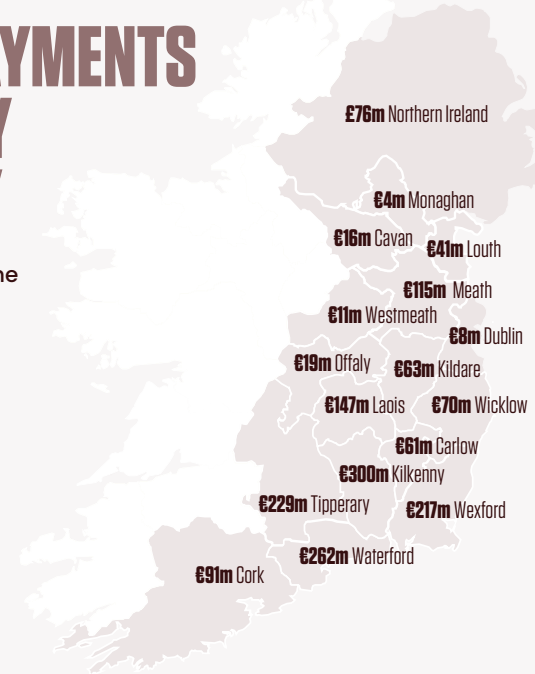 YMENTS
Y
ne
£76m Northern Ireland
€4m Monaghan
€16m Cavan
€41m Louth
€115m Meath
€11m Westmeath
€8m Dublin
€19m Offaly
€63m Kildare
€147m Laois
€70m Wicklow
€61m Carlow
€300m Kilkenny
€229m Tipperary
€217m Wexford
€262m Waterford
€91m Cork